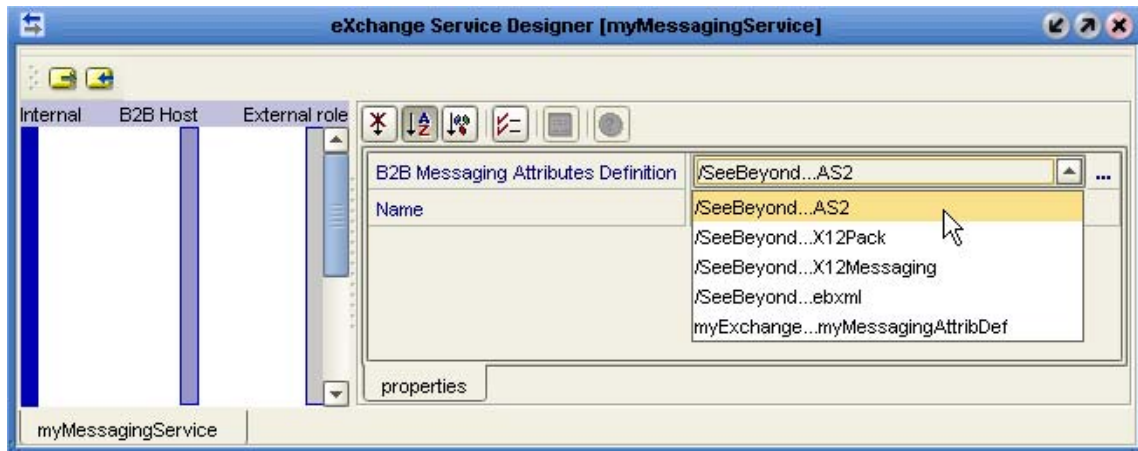 eXchange Service Designer [myMessagingService]
Internal B2B Host External role
B2B Messaging Attributes Definition /SeeBeyond...AS2 ...
Name /SeeBeyond...AS2
/SeeBeyond...X12Pack
/SeeBeyond...X12Messaging
/SeeBeyond...ebxml
myExchange...myMessagingAttribDef
properties
myMessagingService